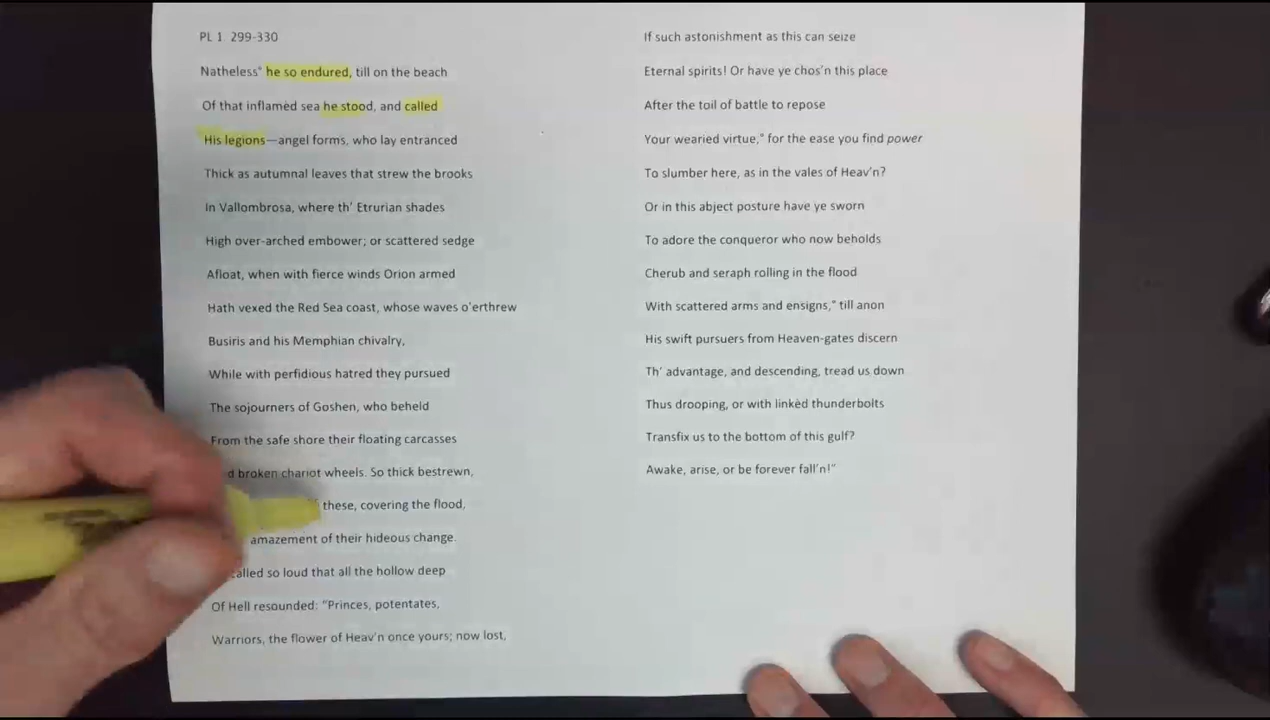 PL 1. 299-330
Natheless° he so endured, till on the beach
Of that inflamèd sea he stood, and called
His legions—angel forms, who lay entranced
Thick as autumnal leaves that strew the brooks
In Vallombrosa, where th' Etrurian shades
High over-arched embower; or scattered sedge
Afloat, when with fierce winds Orion armed
Hath vexed the Red Sea coast, whose waves o'erthrew
Busiris and his Memphian chivalry,
While with perfidious hatred they pursued
The sojourners of Goshen, who beheld
From the safe shore their floating carcasses
broken chariot wheels. So thick bestrewn,
these, covering the flood,
amazement of their hideous change.
called so loud that all the hollow deep
Of Hell resounded: "Princes, potentates,
Warriors, the flower of Heav'n once yours; now lost,
If such astonishment as this can seize
Eternal spirits! Or have ye chos'n this place
After the toil of battle to repose
Your wearied virtue,° for the ease you find power
To slumber here, as in the vales of Heav'n?
Or in this abject posture have ye sworn
To adore the conqueror who now beholds
Cherub and seraph rolling in the flood
With scattered arms and ensigns,° till anon
His swift pursuers from Heaven-gates discern
Th' advantage, and descending, tread us down
Thus drooping, or with linkèd thunderbolts
Transfix us to the bottom of this gulf?
Awake, arise, or be forever fall'n!"